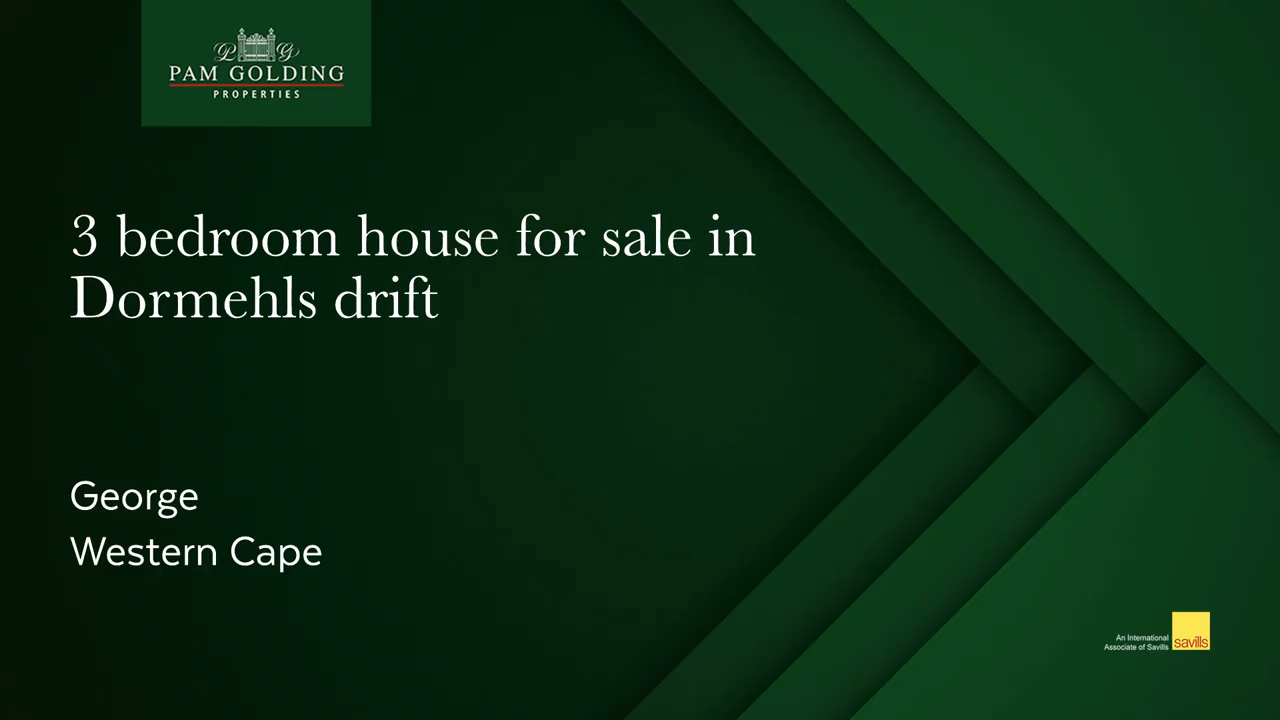 P G
PAM GOLDING
PROPERTIES
3 bedroom house for sale in
Dormehls drift
George
Western Cape
An International
Associate of Savills
savills